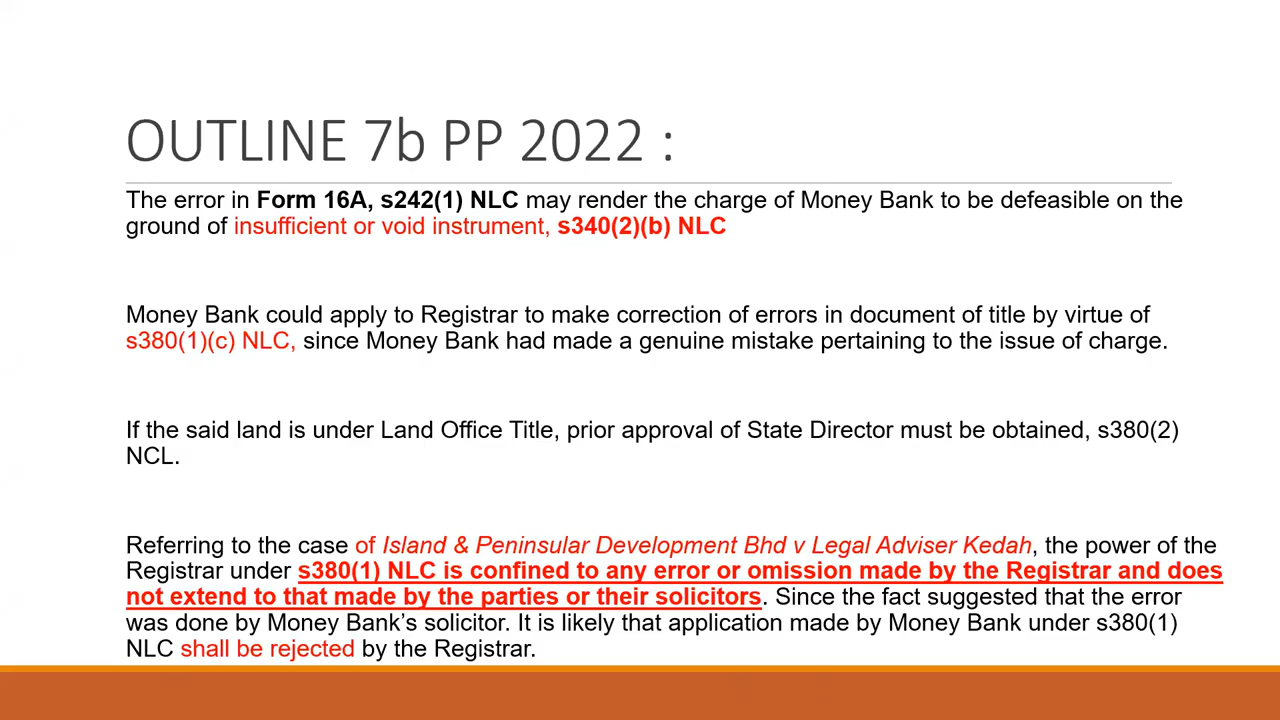 OUTLINE 7b PP 2022 :
The error in Form 16A, s242(1) NLC may render the charge of Money Bank to be defeasible on the
ground of insufficient or void instrument, s340(2)(b) NLC
Money Bank could apply to Registrar to make correction of errors in document of title by virtue of
s380(1)(c) NLC, since Money Bank had made a genuine mistake pertaining to the issue of charge.
If the said land is under Land Office Title, prior approval of State Director must be obtained, s380(2)
NCL.
Referring to the case of Island & Peninsular Development Bhd v Legal Adviser Kedah, the power of the
Registrar under s380(1) NLC is confined to any error or omission made by the Registrar and does
not extend to that made by the parties or their solicitors. Since the fact suggested that the error
was done by Money Bank’s solicitor. It is likely that application made by Money Bank under s380(1)
NLC shall be rejected by the Registrar.